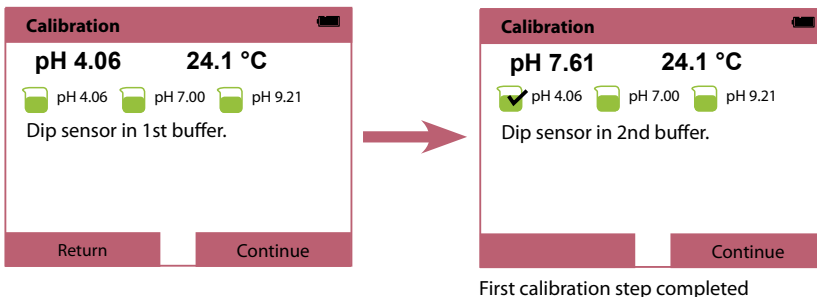 Calibration
pH 4.06 24.1 °C
pH 4.06 pH 7.00 pH 9.21
Dip sensor in 1st buffer.
Return Continue
Calibration
pH 7.61 24.1 °C
pH 4.06 pH 7.00 pH 9.21
Dip sensor in 2nd buffer.
Continue
First calibration step completed